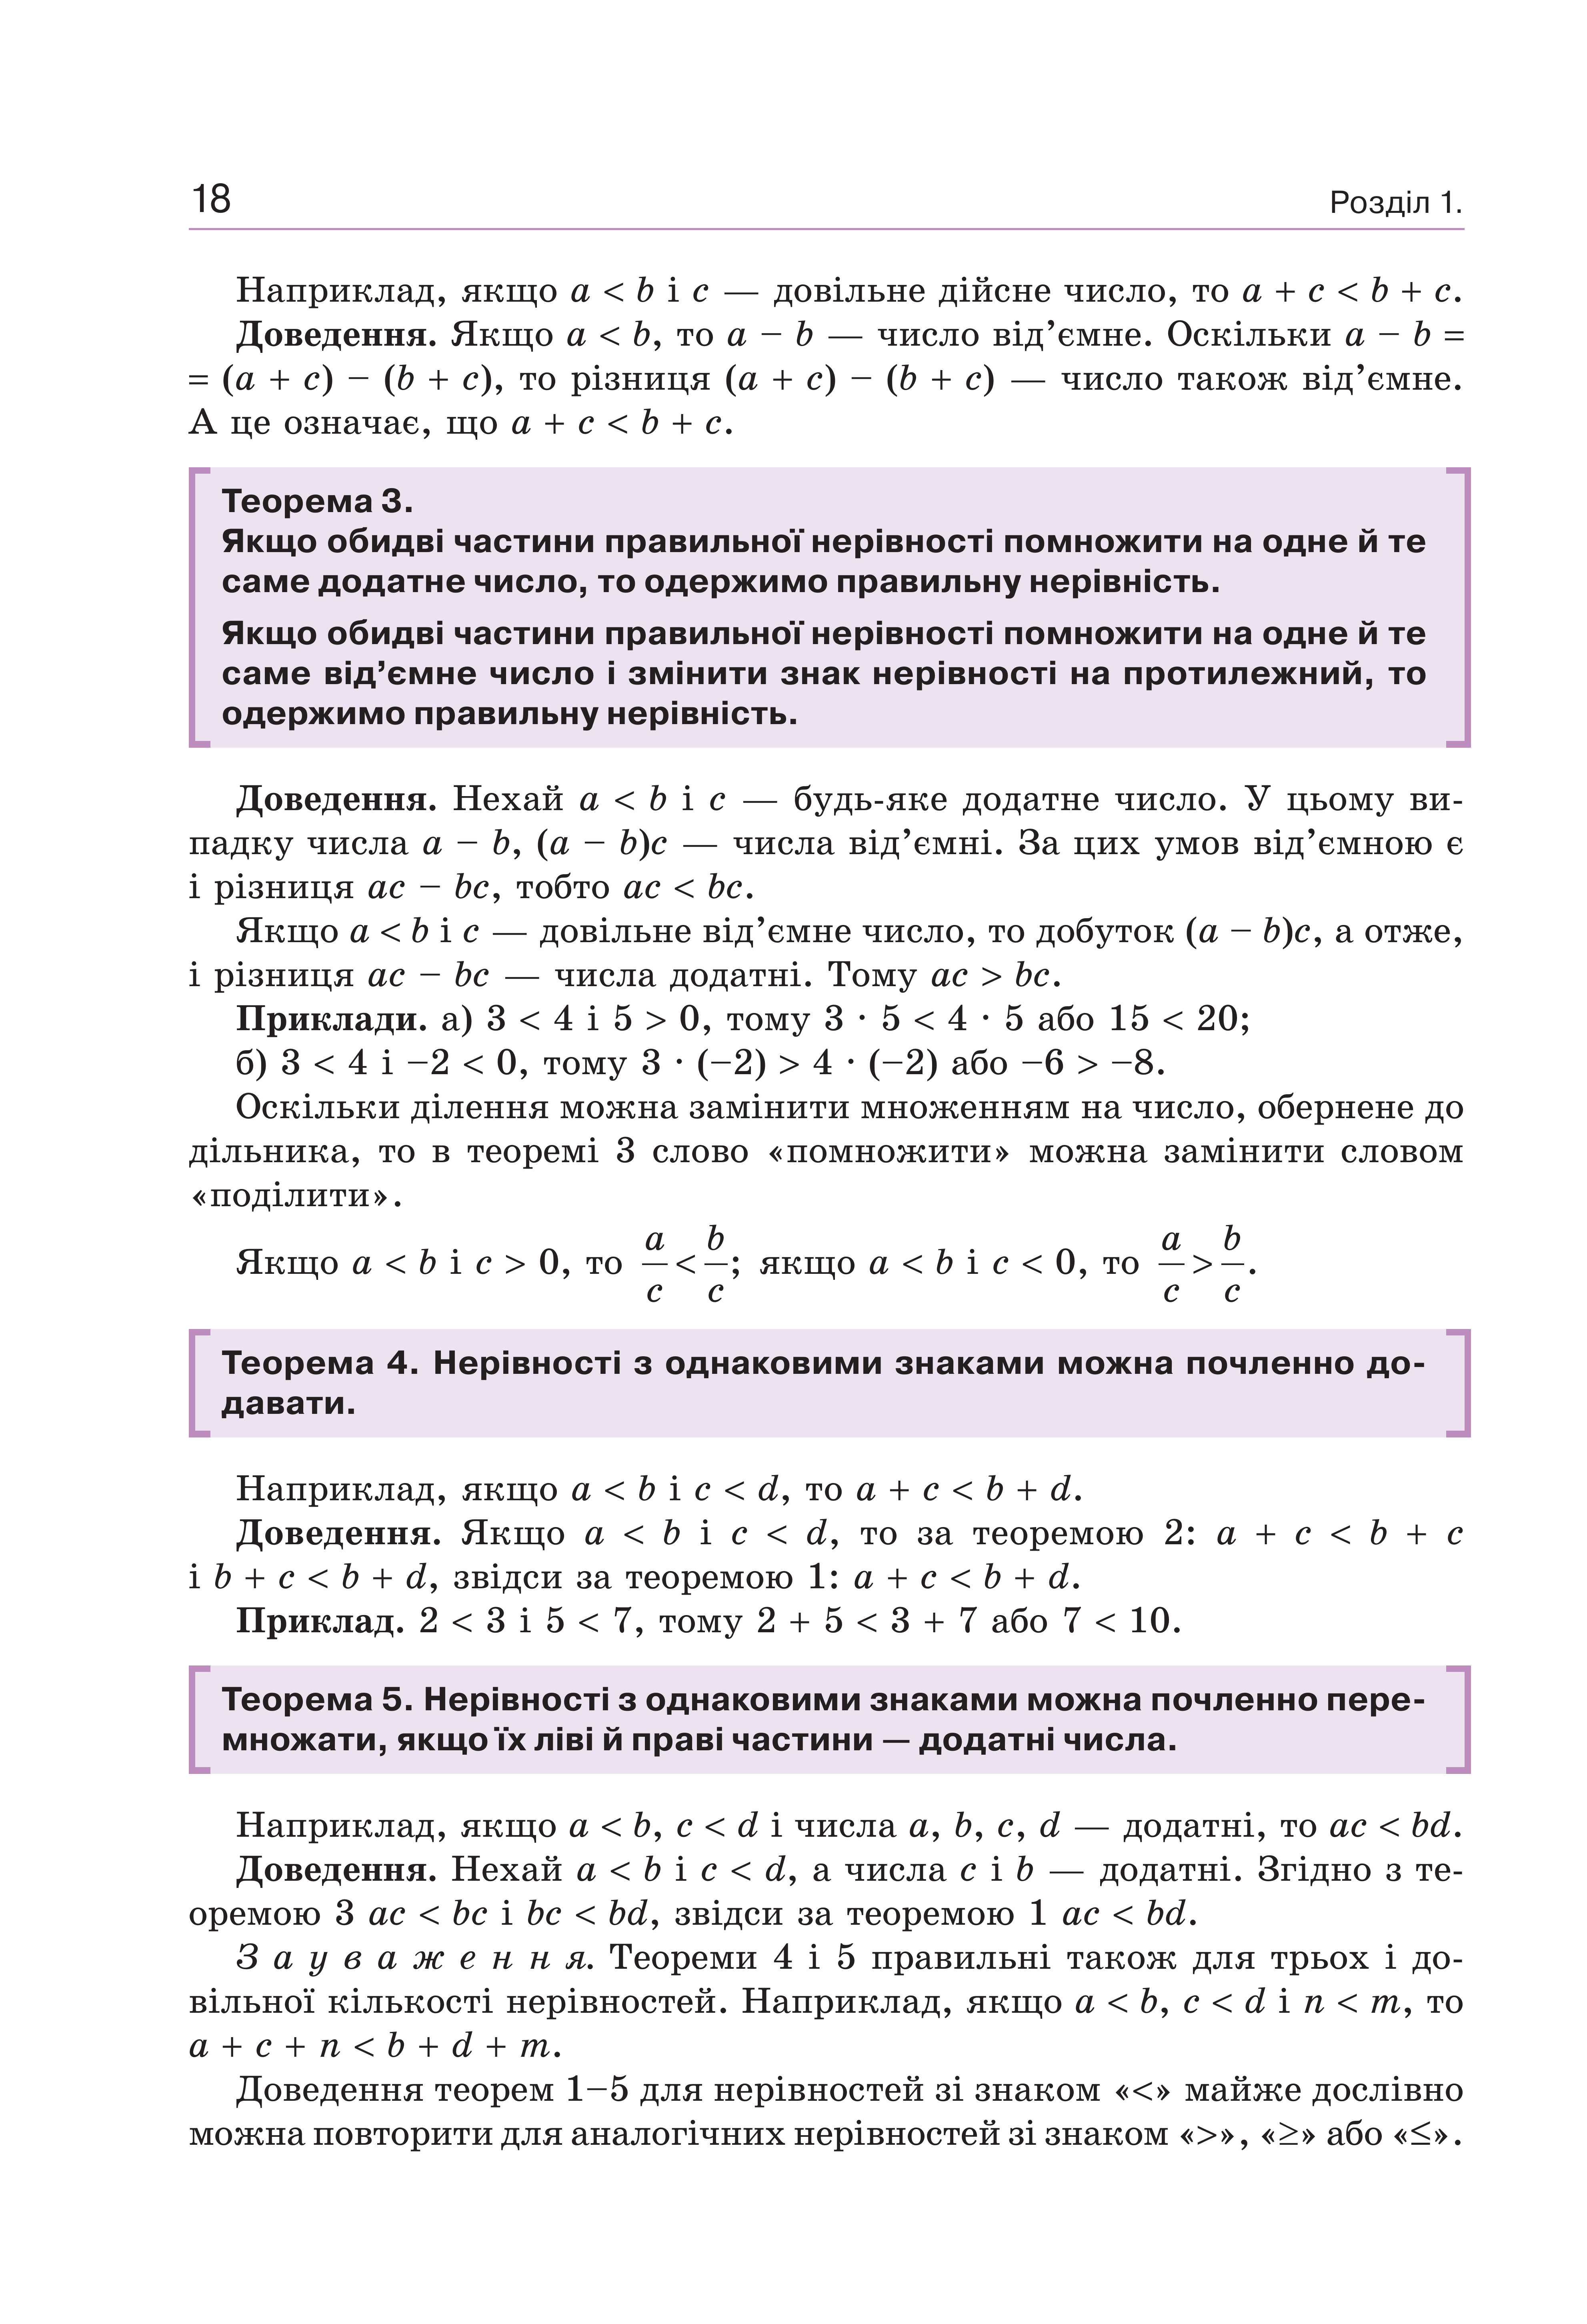 18
Розділ 1.
Наприклад, якщо a < b і c — довільне дійсне число, то a + c < b + c.
Доведення. Якщо a < b, то a − b — число від’ємне. Оскільки a − b =
= (a + c) − (b + c), то різниця (a + c) − (b + c) — число також від’ємне.
А це означає, що a + c < b + c.
Теорема 3.
Якщо обидві частини правильної нерівності помножити на одне й те
саме додатне число, то одержимо правильну нерівність.
Якщо обидві частини правильної нерівності помножити на одне й те
саме від’ємне число і змінити знак нерівності на протилежний, то
одержимо правильну нерівність.
Доведення. Нехай a < b і c — будь-яке додатне число. У цьому ви-
падку числа a − b, (a − b)c — числа від’ємні. За цих умов від’ємною є
і різниця ac − bc, тобто ac < bc.
Якщо a < b і c — довільне від’ємне число, то добуток (a − b)c, а отже,
і різниця ac − bc — числа додатні. Тому ac > bc.
Приклади. а) 3 < 4 і 5 > 0, тому 3 · 5 < 4 · 5 або 15 < 20;
б) 3 < 4 і −2 < 0, тому 3 · (−2) > 4 · (−2) або −6 > −8.
Оскільки ділення можна замінити множенням на число, обернене до
дільника, то в теоремі 3 слово «помножити» можна замінити словом
«поділити».
Якщо a < b і c > 0, то a/c < b/c; якщо a < b і c < 0, то a/c > b/c.
Теорема 4. Нерівності з однаковими знаками можна почленно до-
давати.
Наприклад, якщо a < b і c < d, то a + c < b + d.
Доведення. Якщо a < b і c < d, то за теоремою 2: a + c < b + c
і b + c < b + d, звідси за теоремою 1: a + c < b + d.
Приклад. 2 < 3 і 5 < 7, тому 2 + 5 < 3 + 7 або 7 < 10.
Теорема 5. Нерівності з однаковими знаками можна почленно пере-
множати, якщо їх ліві й праві частини — додатні числа.
Наприклад, якщо a < b, c < d і числа a, b, c, d — додатні, то ac < bd.
Доведення. Нехай a < b і c < d, а числа c і b — додатні. Згідно з те-
оремою 3 ac < bc і bc < bd, звідси за теоремою 1 ac < bd.
З а у в а ж е н н я. Теореми 4 і 5 правильні також для трьох і до-
вільної кількості нерівностей. Наприклад, якщо a < b, c < d і n < m, то
a + c + n < b + d + m.
Доведення теорем 1−5 для нерівностей зі знаком «<» майже дослівно
можна повторити для аналогічних нерівностей зі знаком «>», «≥» або «≤».